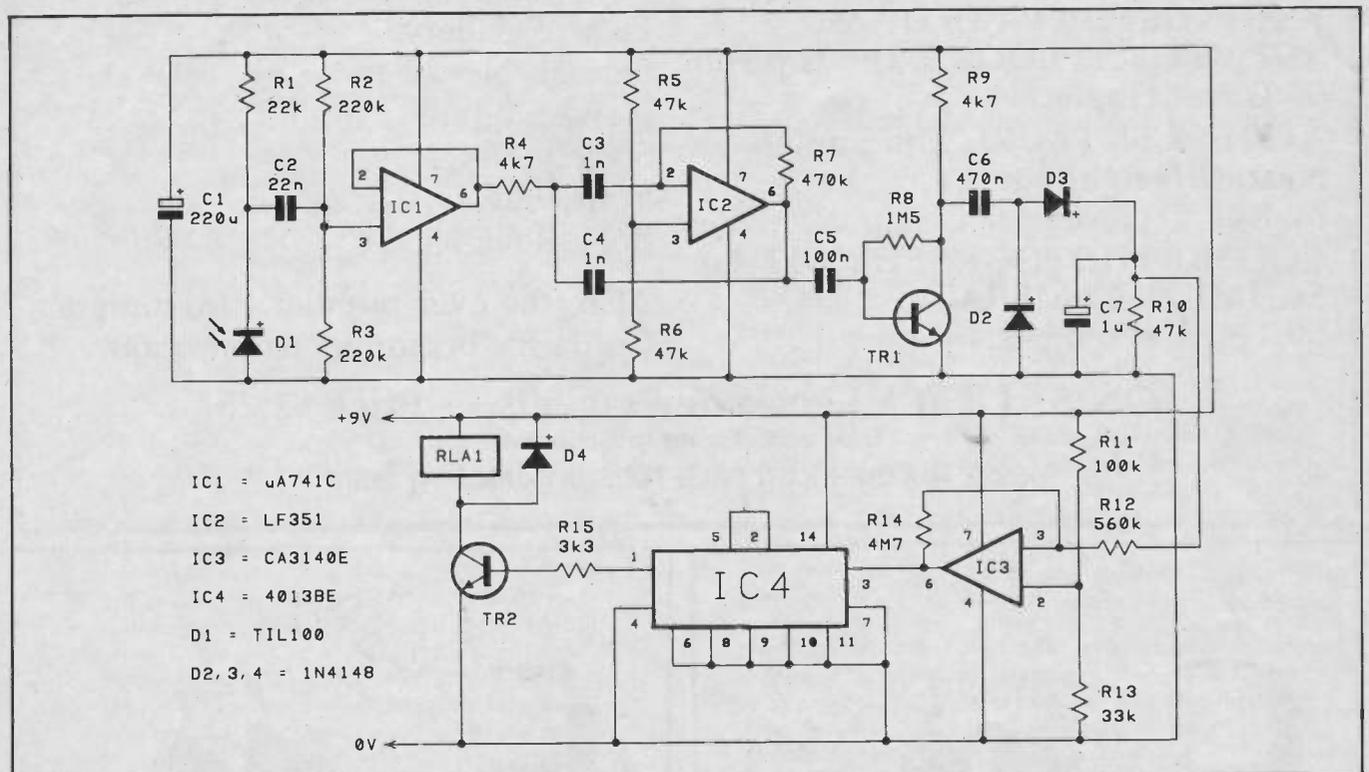 R1
22k
R2
220k
R5
47k
R9
4k7
R4
4k7
C3
1n
R7
470k
C6
470n
D3
+
C2
22n
2
7
6
IC1
3
4
2
7
6
IC2
3
4
R8
1M5
+
C1
220u
C4
1n
C5
100n
+
D1
R3
220k
R6
47k
TR1
D2
+
+
C7
1u
R10
47k
+9V
RLA1
D4
R11
100k
IC1 = uA741C
IC2 = LF351
IC3 = CA3140E
IC4 = 4013BE
D1 = TIL100
D2,3,4 = 1N4148
R15
3k3
TR2
5
2
14
1
IC4
3
4
7
6
8
9
10
11
R14
4M7
R12
560k
7
3
6
IC3
4
2
R13
33k
0V